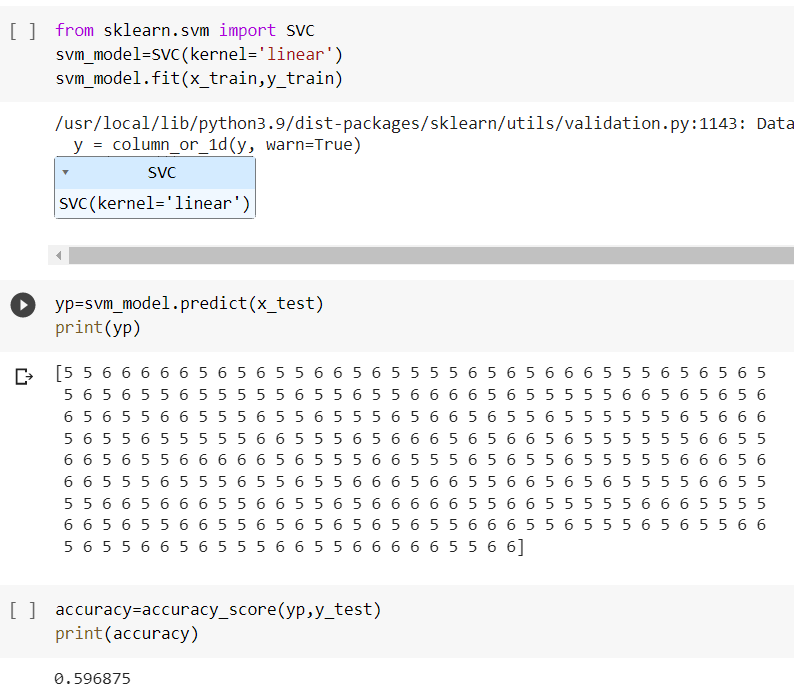 [ ] from sklearn.svm import SVC
svm_model=SVC(kernel='linear')
svm_model.fit(x_train,y_train)
/usr/local/lib/python3.9/dist-packages/sklearn/utils/validation.py:1143: Data
y = column_or_1d(y, warn=True)
SVC
SVC(kernel='linear')
yp=svm_model.predict(x_test)
print(yp)
[5 5 6 6 6 6 6 5 6 5 6 5 5 6 6 5 6 5 5 5 5 6 5 6 5 6 6 6 5 5 5 6 5 6 5 6 5
5 6 5 6 5 5 6 5 5 5 5 6 5 5 6 5 5 6 6 6 5 6 5 6 5 5 5 5 6 6 5 6 5 6 5 6
6 5 6 5 5 6 6 5 5 5 6 5 5 6 5 5 5 6 6 6 5 6 5 6 6 5 5 6 5 5 5 5 6 5 6 6 6
5 6 5 5 6 5 5 5 5 5 6 6 5 5 6 5 5 6 6 6 5 6 6 5 6 5 6 5 5 5 5 5 6 6 5 5
6 6 5 6 5 5 6 6 6 6 6 5 6 5 5 5 6 6 5 5 5 6 5 6 5 5 6 5 5 5 5 5 6 6 6 5 6
6 6 5 5 5 5 6 5 5 5 6 5 5 6 5 5 6 6 6 5 6 6 6 5 6 5 6 6 5 5 5 5 6 6 5 5
5 5 6 6 5 6 6 6 5 5 6 6 5 5 6 5 6 6 6 6 6 5 5 6 6 5 5 5 5 5 6 6 6 5 5 5 5
6 6 5 6 5 5 6 6 5 5 6 5 6 5 6 5 6 5 6 5 5 6 6 6 5 5 6 5 5 5 6 5 6 5 5 6 6
5 6 5 5 6 6 5 6 5 5 5 6 6 5 5 6 6 6 6 6 5 5 6 6]
[ ] accuracy=accuracy_score(yp,y_test)
print(accuracy)
0.596875